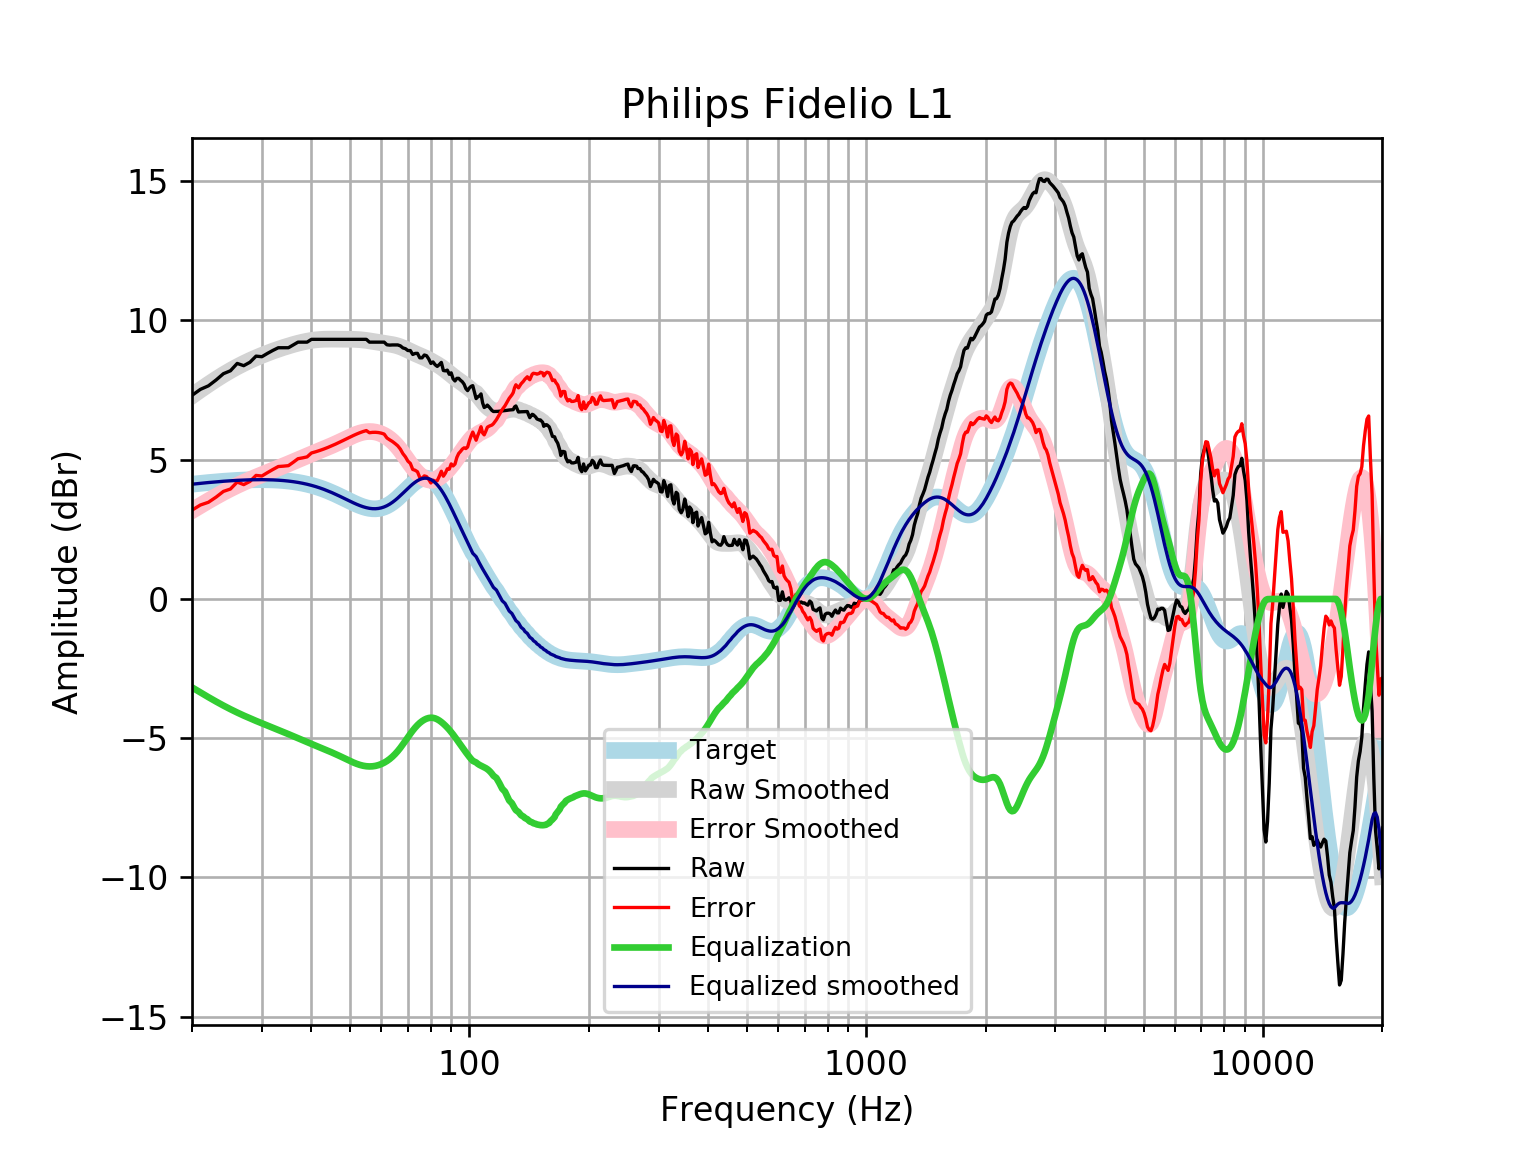 Philips Fidelio L1
Amplitude (dBr)
15
10
5
0
−5
−10
−15
Target
Raw Smoothed
Error Smoothed
Raw
Error
Equalization
Equalized smoothed
100
1000
10000
Frequency (Hz)